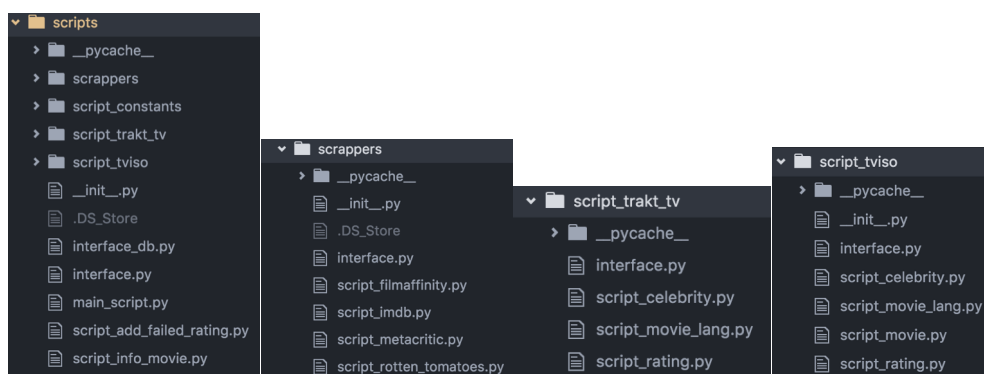 scripts
__pycache__
scrappers
script_constants
script_trakt_tv
script_tviso
__init__.py
.DS_Store
interface_db.py
interface.py
main_script.py
script_add_failed_rating.py
script_info_movie.py
scrappers
__pycache__
__init__.py
.DS_Store
interface.py
script_filmaffinity.py
script_imdb.py
script_metacritic.py
script_rotten_tomatoes.py
script_trakt_tv
__pycache__
interface.py
script_celebrity.py
script_movie_lang.py
script_rating.py
script_tviso
__pycache__
__init__.py
interface.py
script_celebrity.py
script_movie_lang.py
script_movie.py
script_rating.py